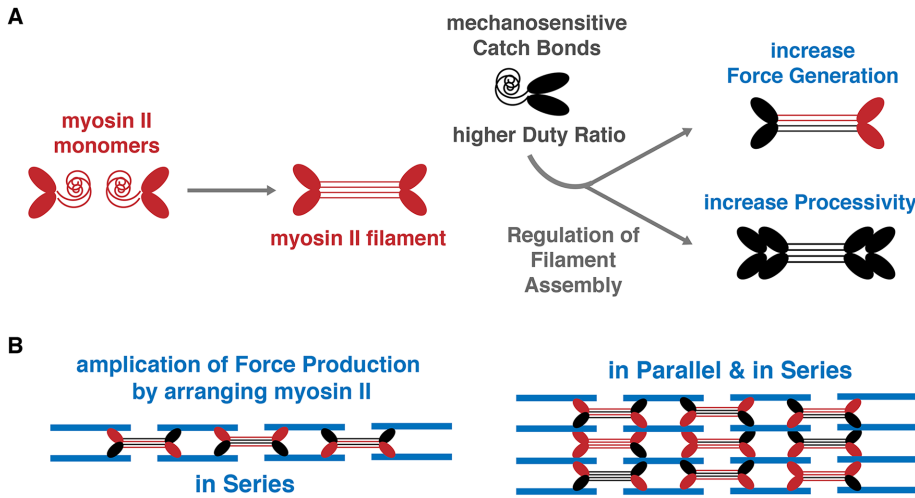 A
mechanosensitive
Catch Bonds
higher Duty Ratio
myosin II
monomers
myosin II filament
increase
Force Generation
increase Processivity
Regulation of
Filament
Assembly
B
amplication of Force Production
by arranging myosin II
in Series
in Parallel & in Series